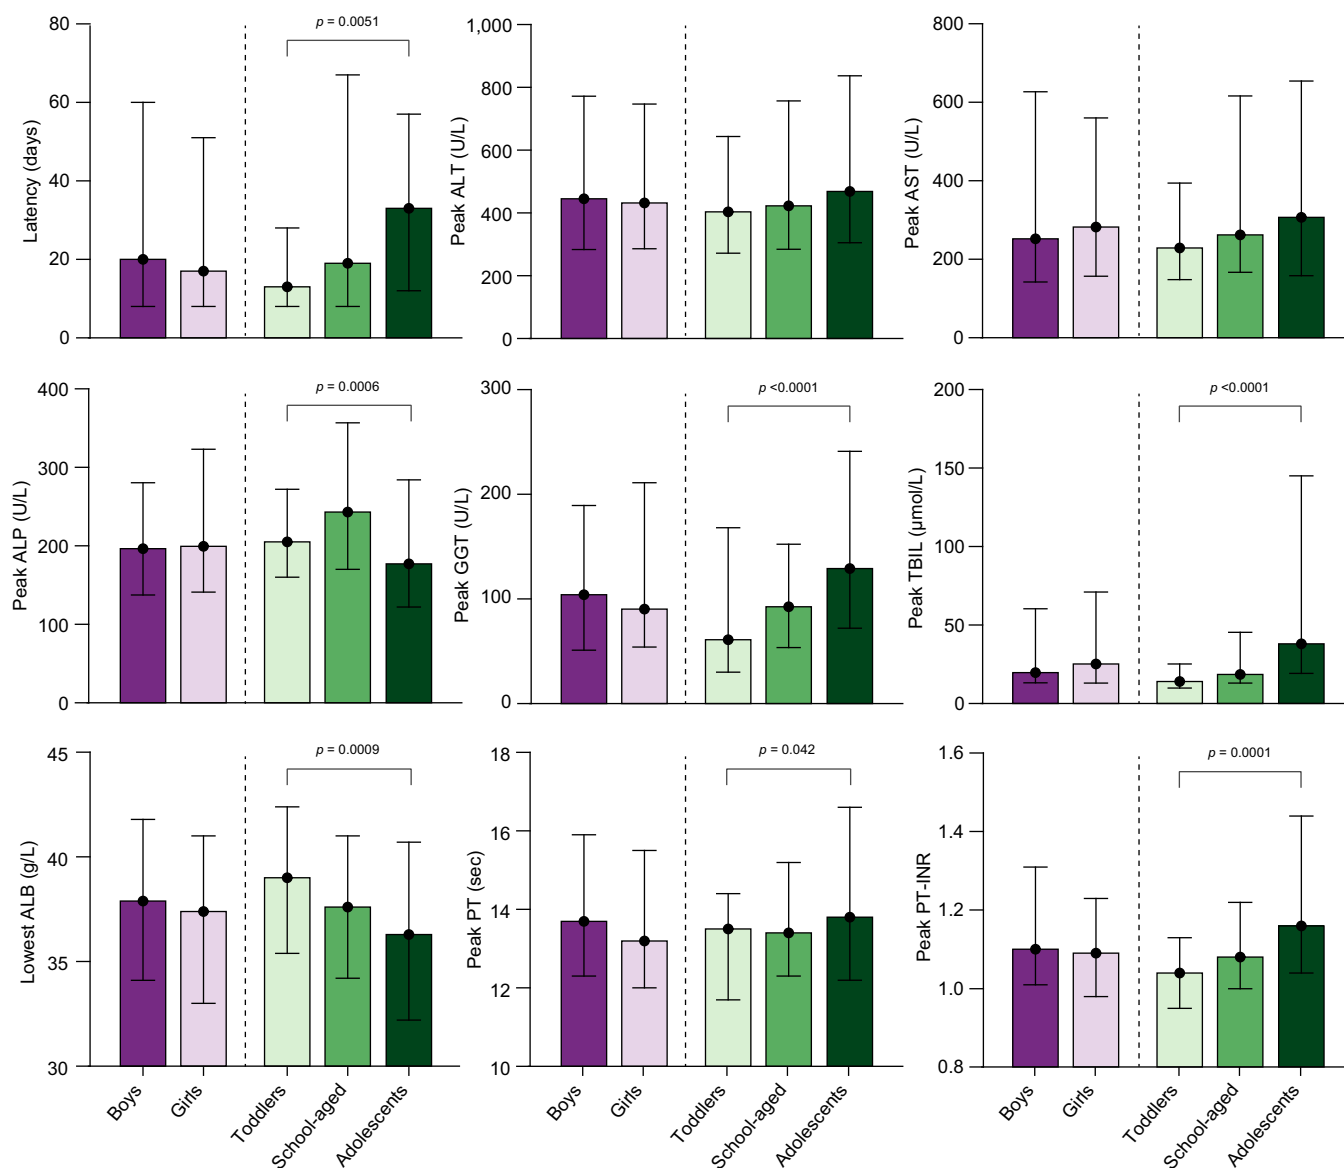 Latency (days)
80
60
40
20
0
p = 0.0051
Peak ALT (U/L)
1,000
800
600
400
200
0
Peak AST (U/L)
800
600
400
200
0
Peak ALP (U/L)
400
300
200
100
0
p = 0.0006
Peak GGT (U/L)
300
200
100
0
p <0.0001
Peak TBIL (μmol/L)
200
150
100
50
0
p <0.0001
Lowest ALB (g/L)
45
40
35
30
p = 0.0009
Boys
Girls
Toddlers
School-aged
Adolescents
Peak PT (sec)
18
16
14
12
10
p = 0.042
Boys
Girls
Toddlers
School-aged
Adolescents
Peak PT-INR
1.6
1.4
1.2
1.0
0.8
p = 0.0001
Boys
Girls
Toddlers
School-aged
Adolescents